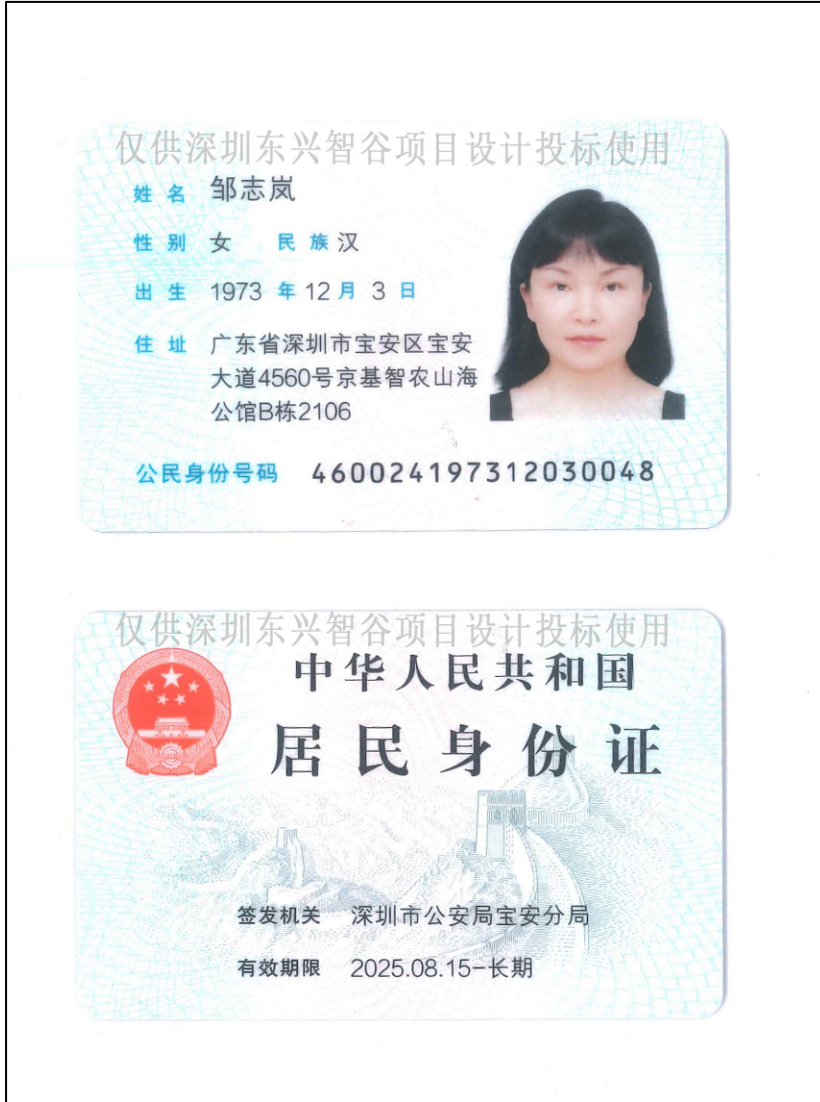 仅供深圳东兴智谷项目设计投标使用
姓名 邹志岚
性别 女 民族 汉
出生 1973 年 12 月 3 日
住址 广东省深圳市宝安区宝安
大道4560号京基智农山海
公馆B栋2106
公民身份号码 460024197312030048
仅供深圳东兴智谷项目设计投标使用
中华人民共和国
居民身份证
签发机关 深圳市公安局宝安分局
有效期限 2025.08.15-长期